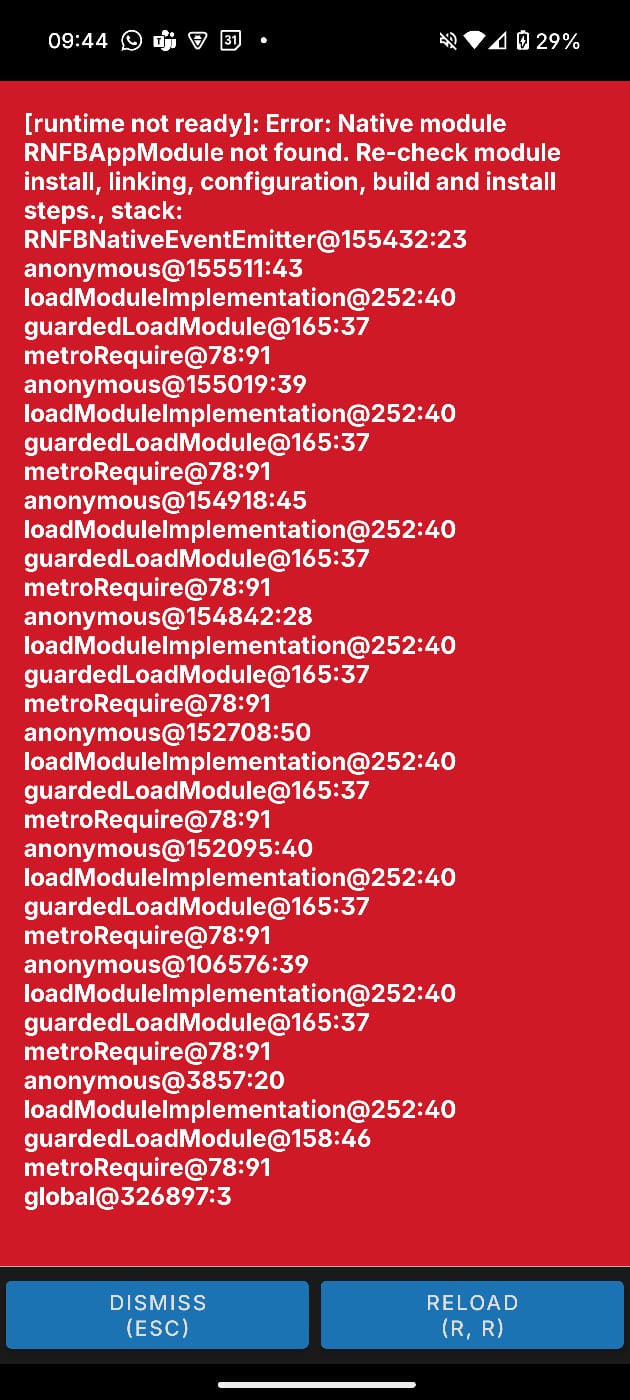 09:44
31
29%
[runtime not ready]: Error: Native module
RNFBAppModule not found. Re-check module
install, linking, configuration, build and install
steps., stack:
RNFBNativeEventEmitter@155432:23
anonymous@155511:43
loadModuleImplementation@252:40
guardedLoadModule@165:37
metroRequire@78:91
anonymous@155019:39
loadModuleImplementation@252:40
guardedLoadModule@165:37
metroRequire@78:91
anonymous@154918:45
loadModuleImplementation@252:40
guardedLoadModule@165:37
metroRequire@78:91
anonymous@154842:28
loadModuleImplementation@252:40
guardedLoadModule@165:37
metroRequire@78:91
anonymous@152708:50
loadModuleImplementation@252:40
guardedLoadModule@165:37
metroRequire@78:91
anonymous@152095:40
loadModuleImplementation@252:40
guardedLoadModule@165:37
metroRequire@78:91
anonymous@106576:39
loadModuleImplementation@252:40
guardedLoadModule@165:37
metroRequire@78:91
anonymous@3857:20
loadModuleImplementation@252:40
guardedLoadModule@158:46
metroRequire@78:91
global@326897:3
DISMISS
(ESC)
RELOAD
(R, R)